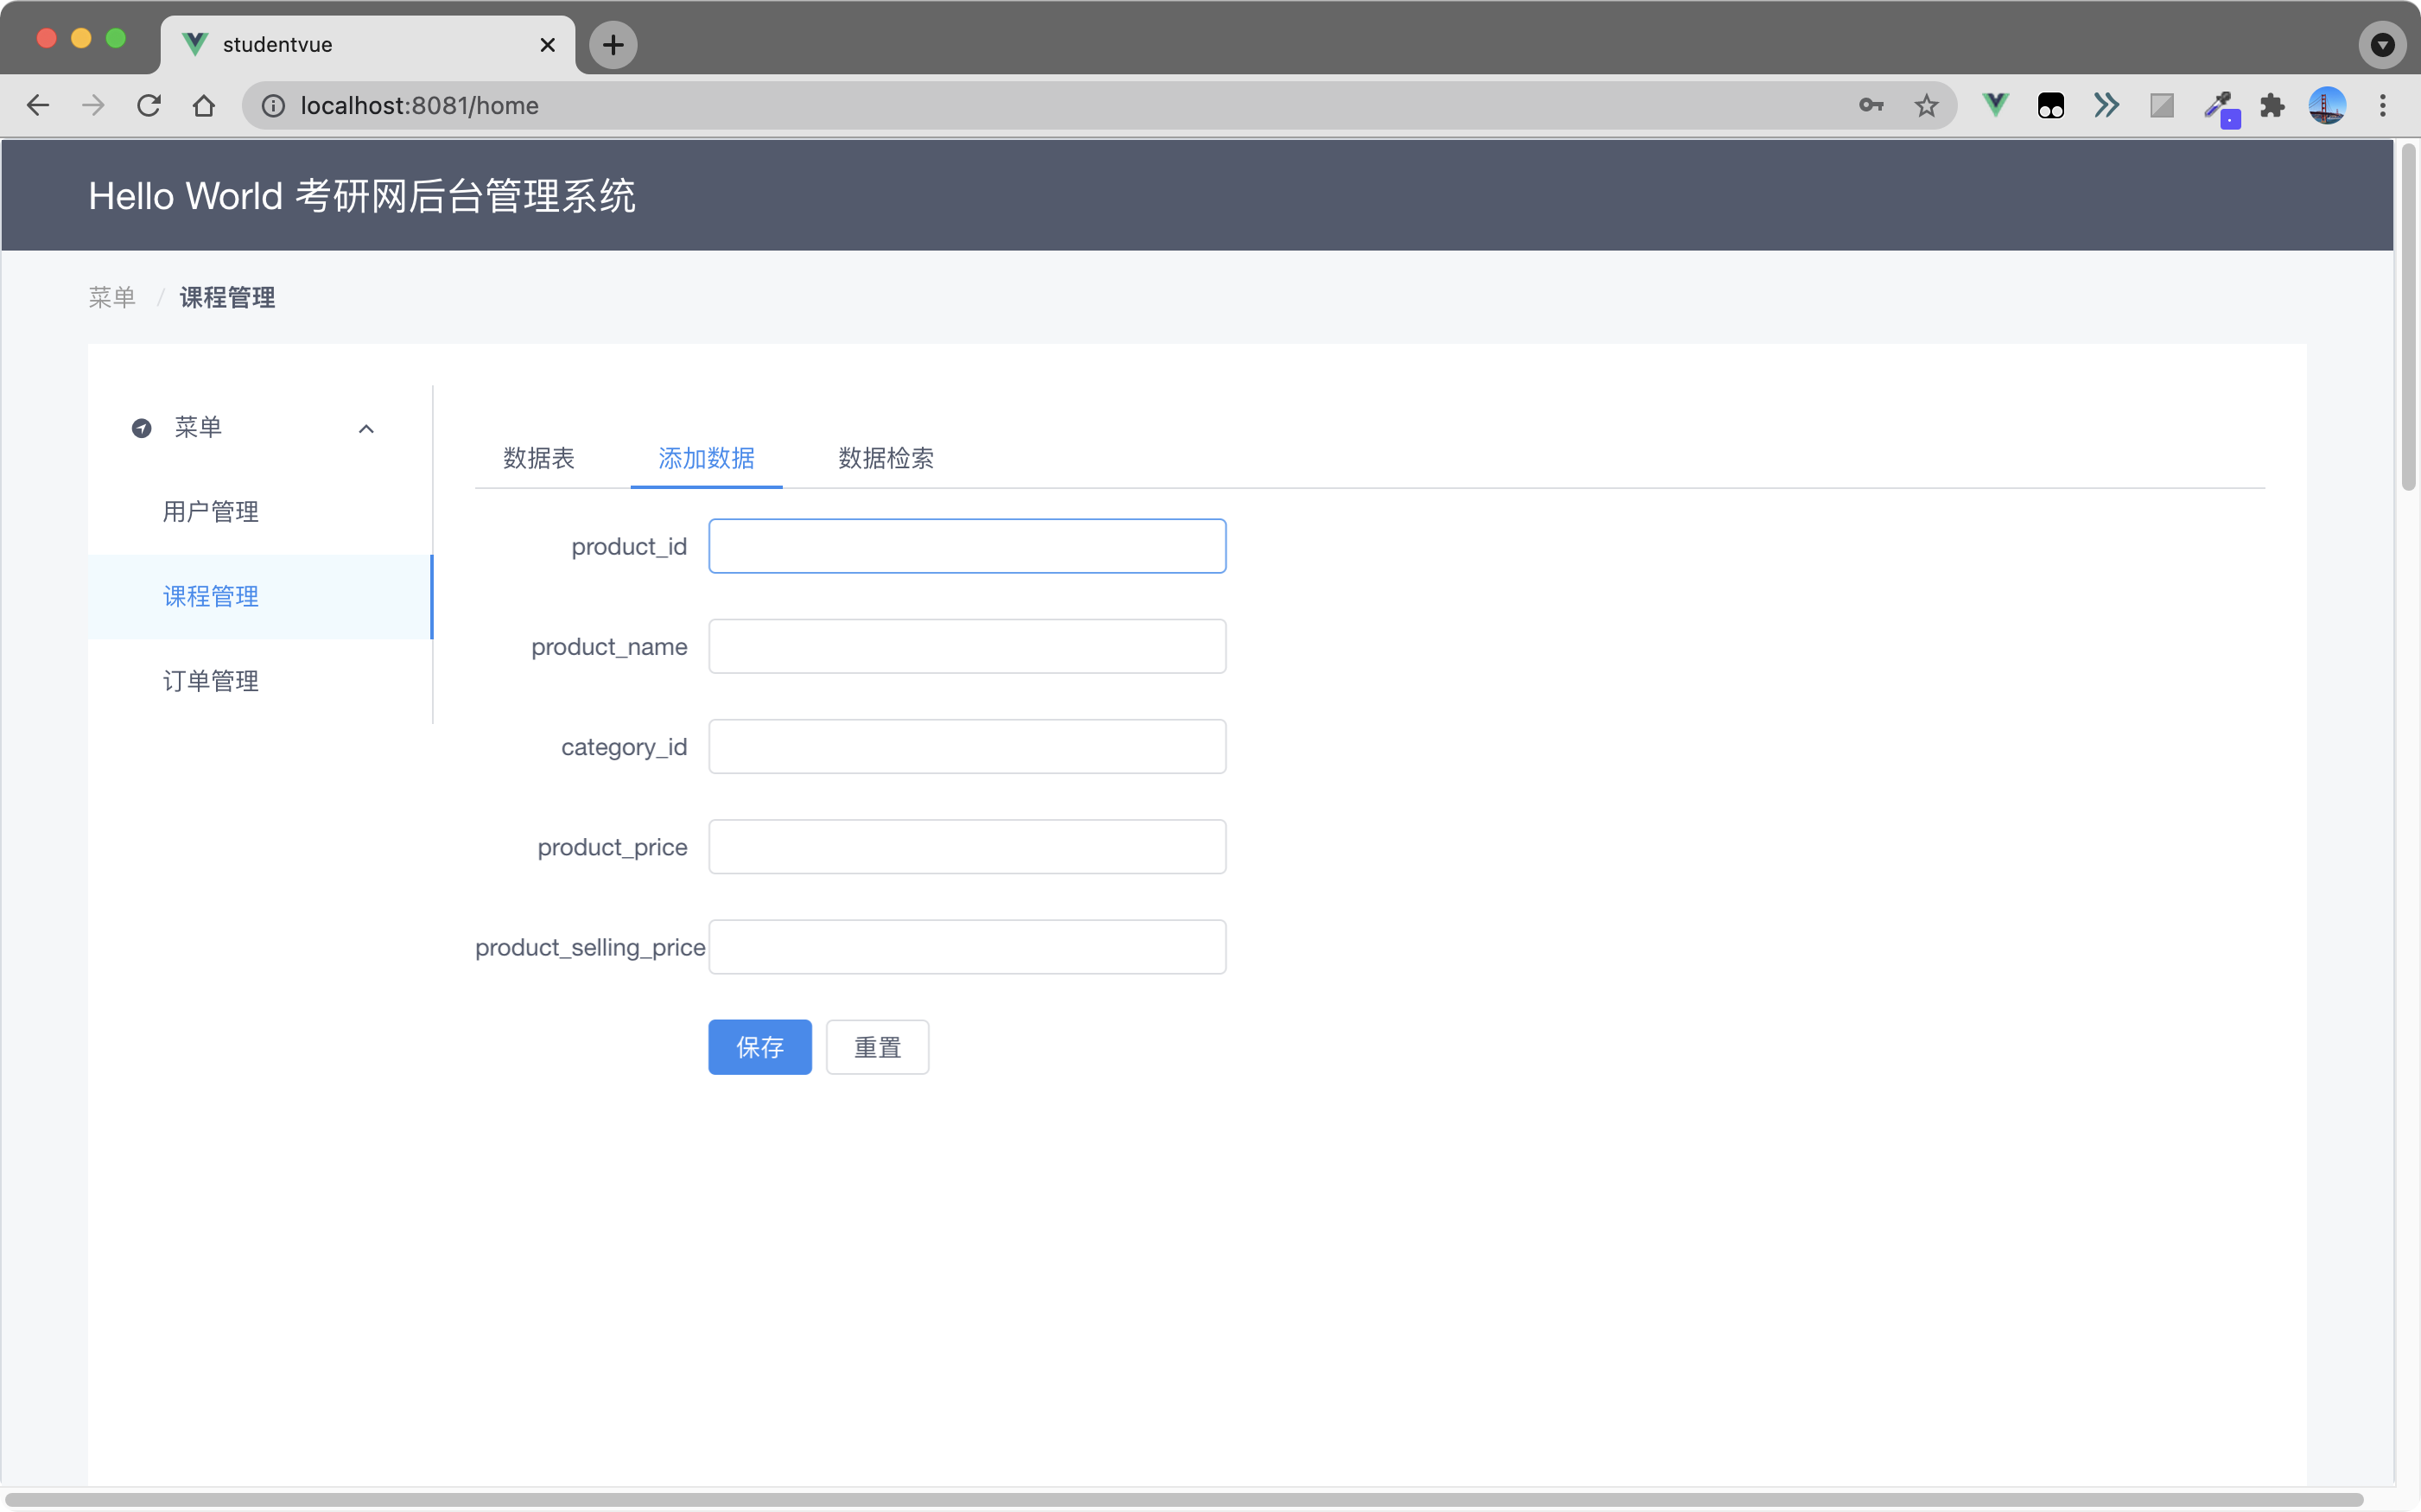 studentvue
localhost:8081/home
Hello World 考研网后台管理系统
菜单 / 课程管理
菜单
用户管理
课程管理
订单管理
数据表 添加数据 数据检索
product_id
product_name
category_id
product_price
product_selling_price
保存 重置